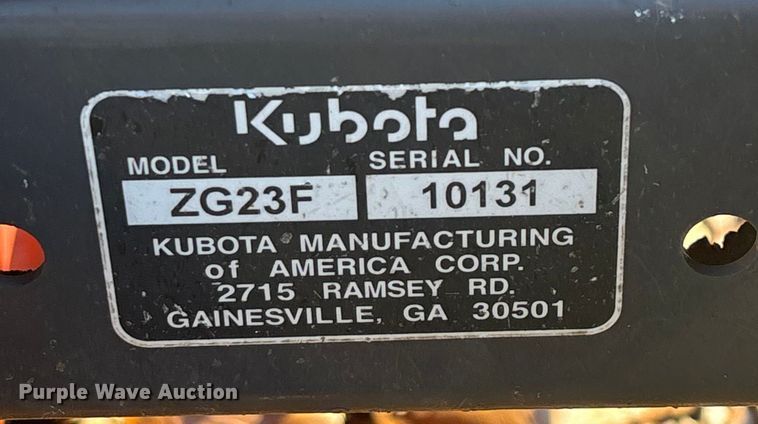 Kubota
MODEL SERIAL NO.
ZG23F 10131
KUBOTA MANUFACTURING
of AMERICA CORP.
2715 RAMSEY RD.
GAINESVILLE, GA 30501
Purple Wave Auction